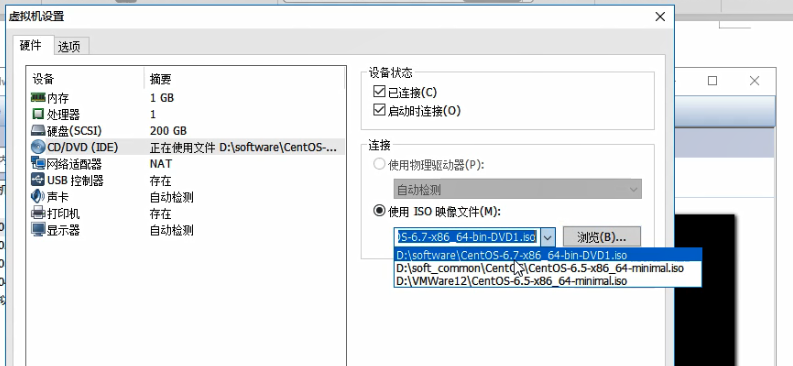 虚拟机设置
硬件 选项
设备 摘要
内存 1 GB
处理器 1
硬盘(SCSI) 200 GB
CD/DVD (IDE) 正在使用文件 D:\software\CentOS-...
网络适配器 NAT
USB 控制器 存在
声卡 自动检测
打印机 存在
显示器 自动检测
设备状态
已连接(C)
启动时连接(O)
连接
使用物理驱动器(P):
自动检测
使用 ISO 映像文件(M):
OS-6.7-x86_64-bin-DVD1.iso 浏览(B)...
D:\software\CentOS-6.7-x86_64-bin-DVD1.iso
D:\soft_common\CentOS\CentOS-6.5-x86_64-minimal.iso
D:\VMWare12\CentOS-6.5-x86_64-minimal.iso